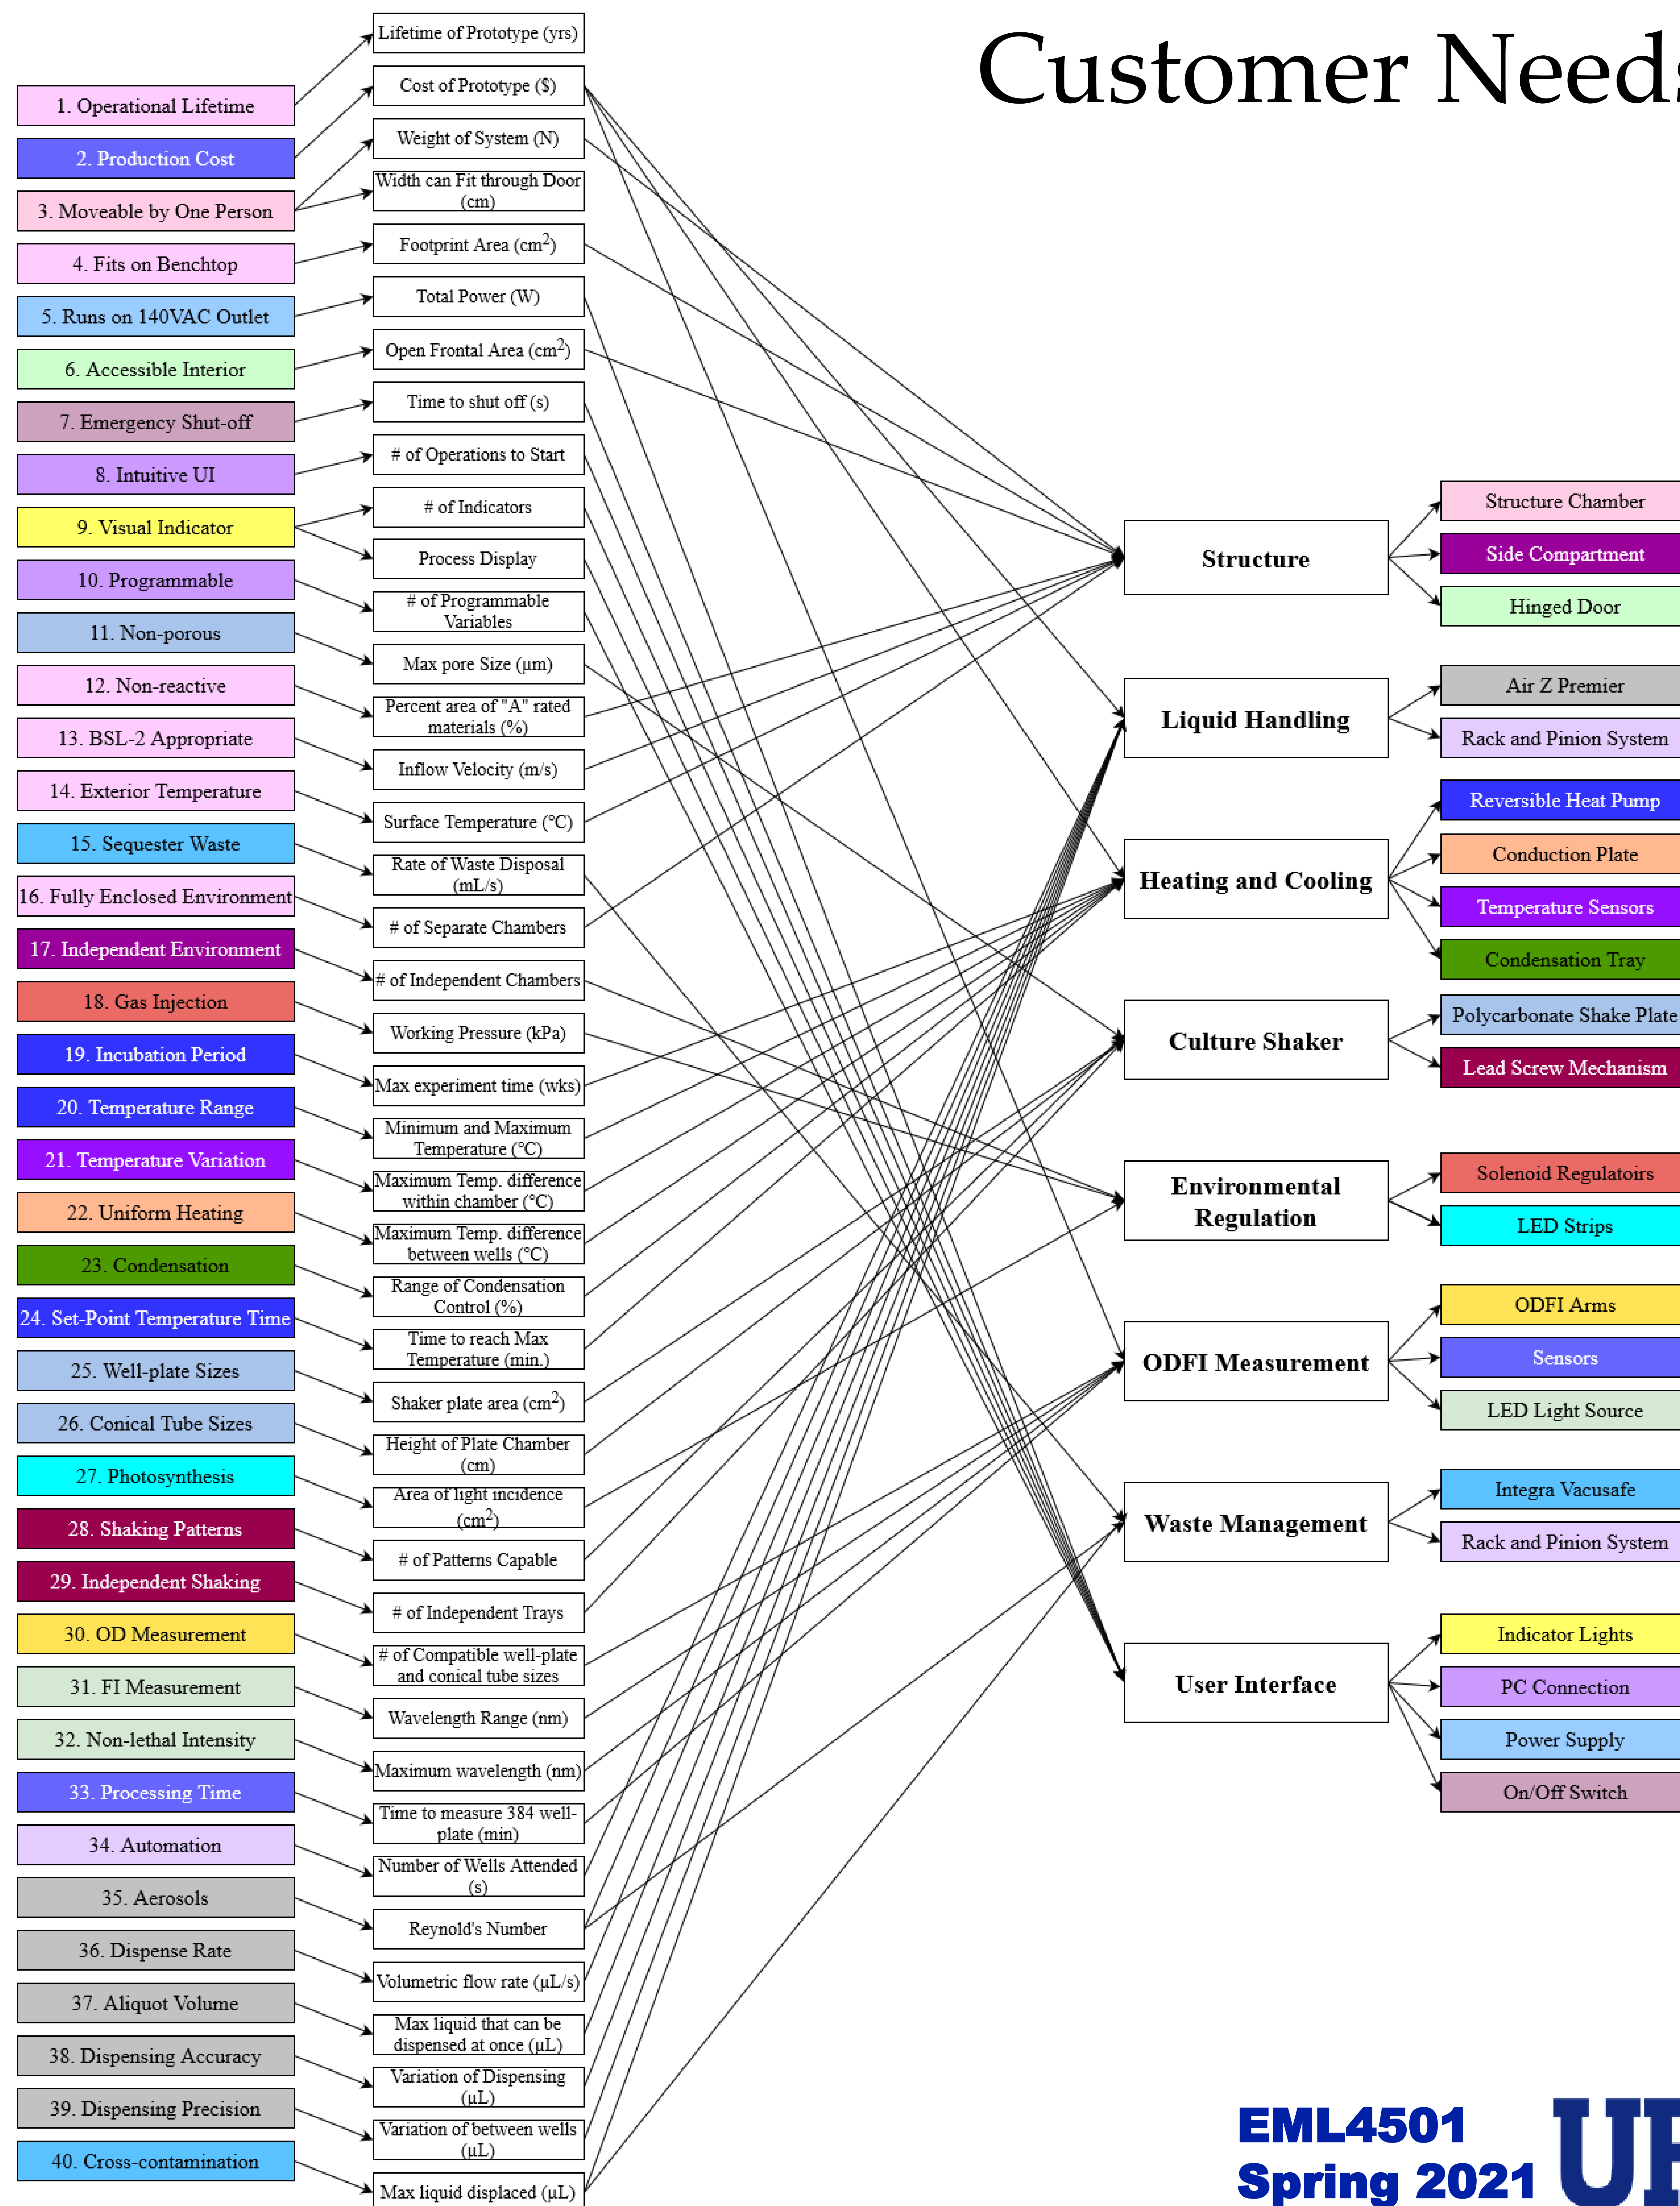 Customer Needs
1. Operational Lifetime
2. Production Cost
3. Moveable by One Person
4. Fits on Benchtop
5. Runs on 140VAC Outlet
6. Accessible Interior
7. Emergency Shut-off
8. Intuitive UI
9. Visual Indicator
10. Programmable
11. Non-porous
12. Non-reactive
13. BSL-2 Appropriate
14. Exterior Temperature
15. Sequester Waste
16. Fully Enclosed Environment
17. Independent Environment
18. Gas Injection
19. Incubation Period
20. Temperature Range
21. Temperature Variation
22. Uniform Heating
23. Condensation
24. Set-Point Temperature Time
25. Well-plate Sizes
26. Conical Tube Sizes
27. Photosynthesis
28. Shaking Patterns
29. Independent Shaking
30. OD Measurement
31. FI Measurement
32. Non-lethal Intensity
33. Processing Time
34. Automation
35. Aerosols
36. Dispense Rate
37. Aliquot Volume
38. Dispensing Accuracy
39. Dispensing Precision
40. Cross-contamination
Lifetime of Prototype (yrs)
Cost of Prototype ($)
Weight of System (N)
Width can Fit through Door
(cm)
Footprint Area (cm²)
Total Power (W)
Open Frontal Area (cm²)
Time to shut off (s)
# of Operations to Start
# of Indicators
Process Display
# of Programmable
Variables
Max pore Size (μm)
Percent area of "A" rated
materials (%)
Inflow Velocity (m/s)
Surface Temperature (°C)
Rate of Waste Disposal
(mL/s)
# of Separate Chambers
# of Independent Chambers
Working Pressure (kPa)
Max experiment time (wks)
Minimum and Maximum
Temperature (°C)
Maximum Temp. difference
within chamber (°C)
Maximum Temp. difference
between wells (°C)
Range of Condensation
Control (%)
Time to reach Max
Temperature (min.)
Shaker plate area (cm²)
Height of Plate Chamber
(cm)
Area of light incidence
(cm²)
# of Patterns Capable
# of Independent Trays
# of Compatible well-plate
and conical tube sizes
Wavelength Range (nm)
Maximum wavelength (nm)
Time to measure 384 well-
plate (min)
Number of Wells Attended
(s)
Reynold's Number
Volumetric flow rate (μL/s)
Max liquid that can be
dispensed at once (μL)
Variation of Dispensing
(μL)
Variation of between wells
(μL)
Max liquid displaced (μL)
Structure
Liquid Handling
Heating and Cooling
Culture Shaker
Environmental
Regulation
ODFI Measurement
Waste Management
User Interface
Structure Chamber
Side Compartment
Hinged Door
Air Z Premier
Rack and Pinion System
Reversible Heat Pump
Conduction Plate
Temperature Sensors
Condensation Tray
Polycarbonate Shake Plate
Lead Screw Mechanism
Solenoid Regulatoirs
LED Strips
ODFI Arms
Sensors
LED Light Source
Integra Vacusafe
Rack and Pinion System
Indicator Lights
PC Connection
Power Supply
On/Off Switch
EML4501
Spring 2021
UF